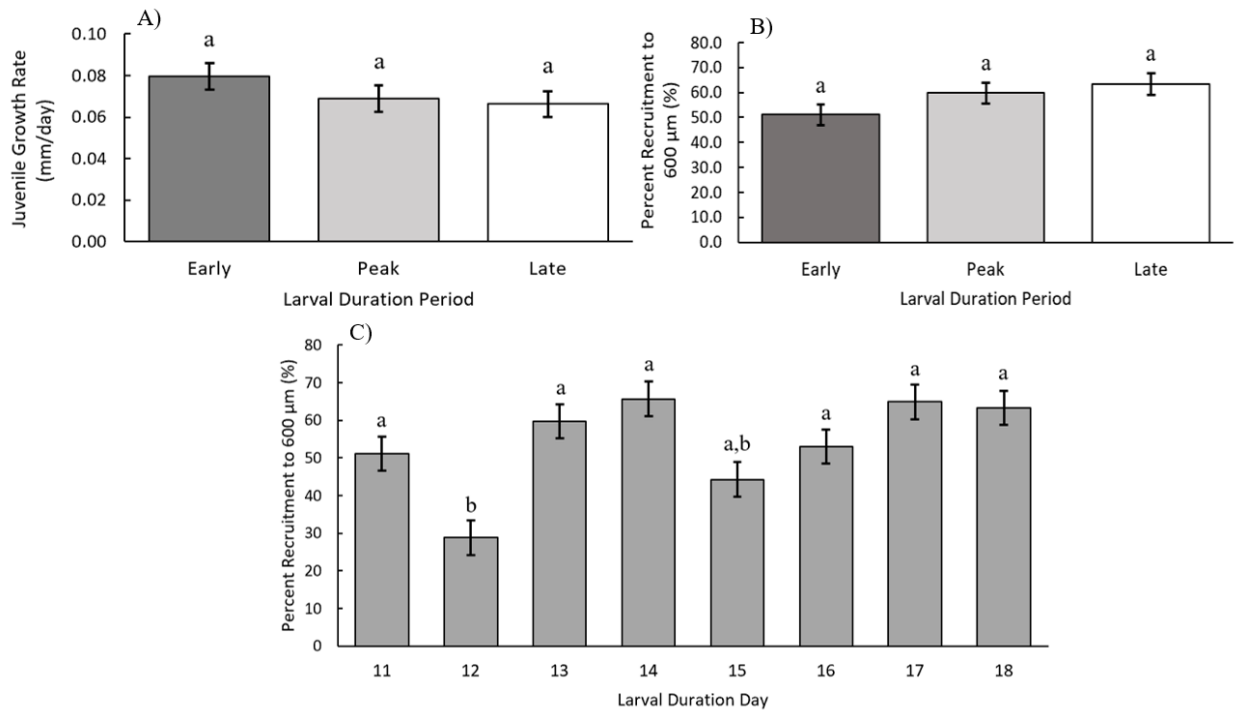 A)
Juvenile Growth Rate
(mm/day)
0.10
0.08
0.06
0.04
0.02
0.00
a
a
a
Early
Peak
Late
Larval Duration Period
B)
Percent Recruitment to
600 µm (%)
80.0
70.0
60.0
50.0
40.0
30.0
20.0
10.0
0.0
a
a
a
Early
Peak
Late
Larval Duration Period
C)
Percent Recruitment to 600 µm (%)
80
70
60
50
40
30
20
10
0
a
b
a
a
a,b
a
a
a
11
12
13
14
15
16
17
18
Larval Duration Day